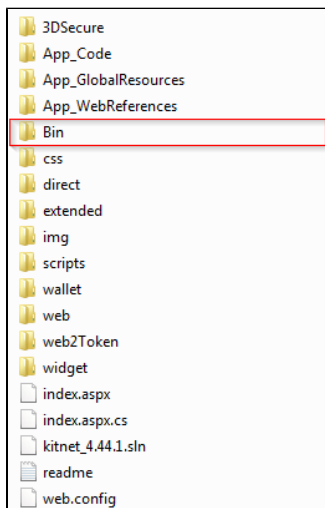 3DSecure
App_Code
App_GlobalResources
App_WebReferences
Bin
css
direct
extended
img
scripts
wallet
web
web2Token
widget
index.aspx
index.aspx.cs
kitnet_4.44.1.sln
readme
web.config